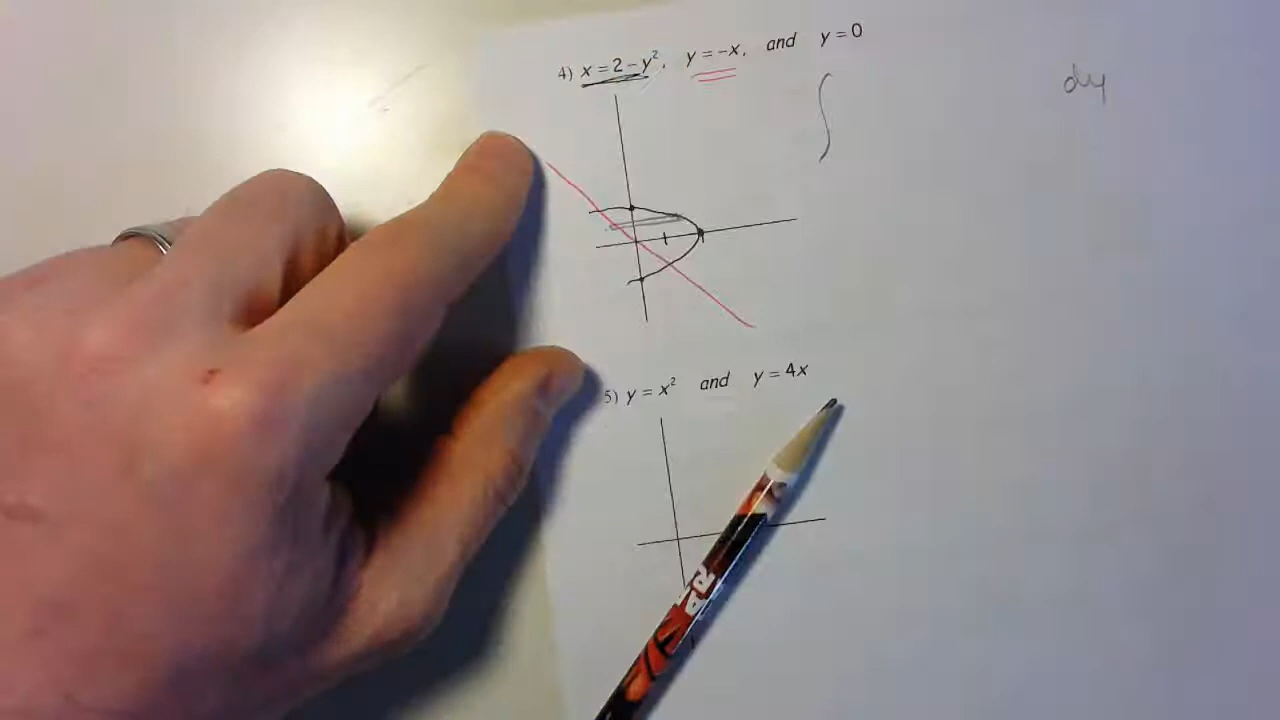 4) x = 2 - y², y = -x, and y = 0
∫ dy
5) y = x² and y = 4x